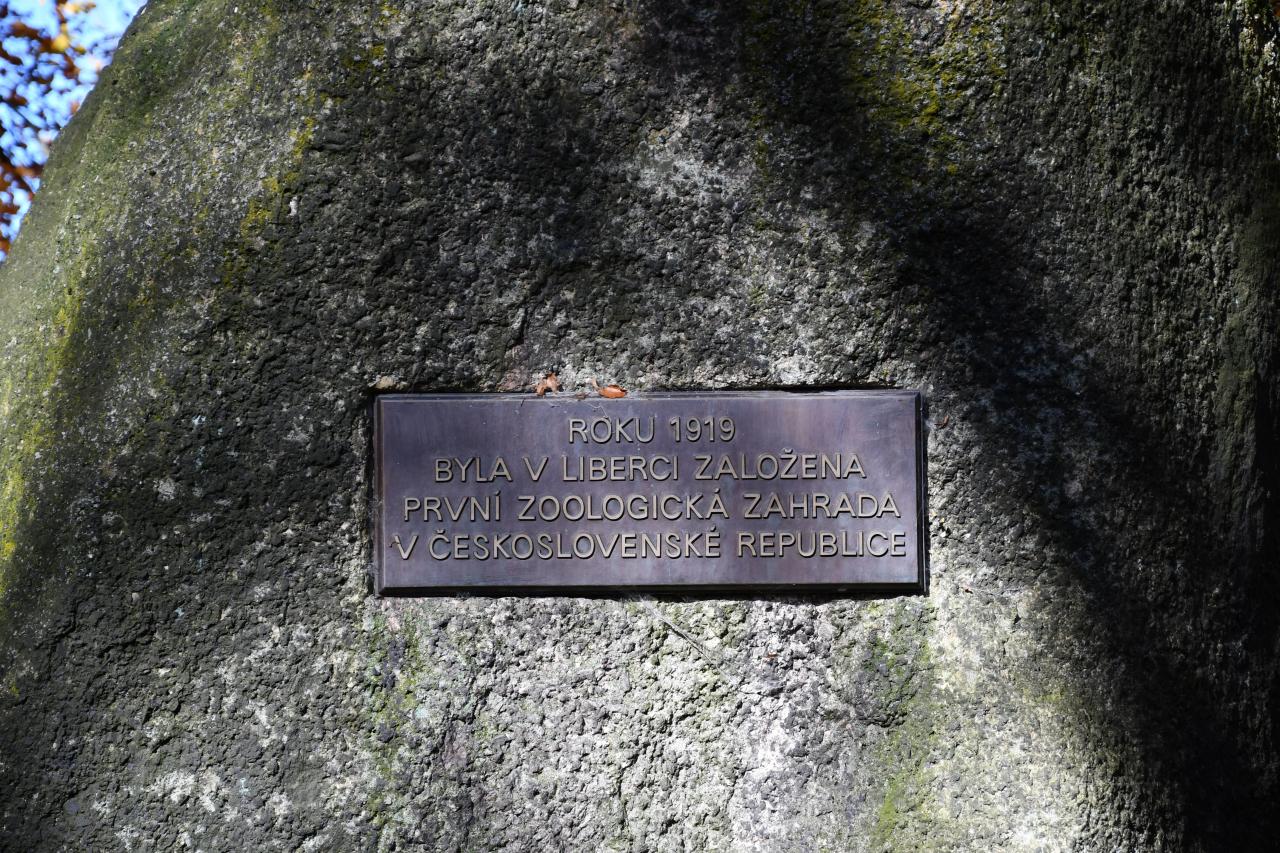 ROKU 1919
BYLA V LIBERCI ZALOŽENA
PRVNÍ ZOOLOGICKÁ ZAHRADA
V ČESKOSLOVENSKÉ REPUBLICE